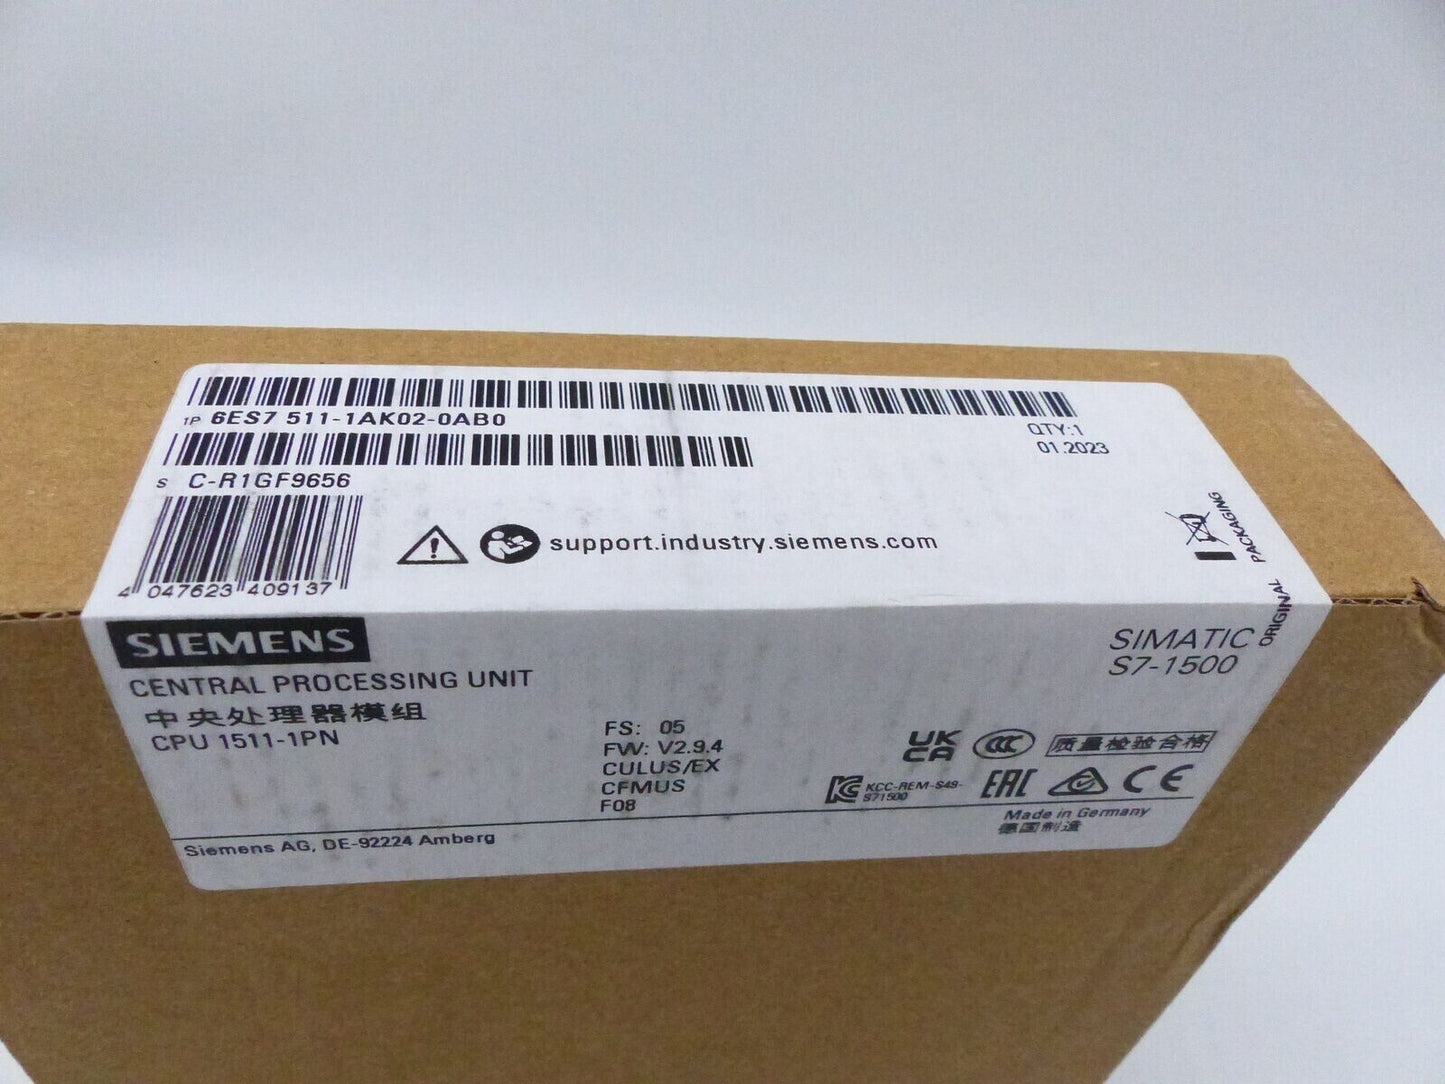 1P 6ES7 511-1AK02-0AB0
QTY:1
01.2023
S C-R1GF9656
4 047623 409137
support.industry.siemens.com
ORIGINAL PACKAGING
SIEMENS
SIMATIC
S7-1500
CENTRAL PROCESSING UNIT
中央处理器模组
CPU 1511-1PN
FS: 05
FW: V2.9.4
CULUS/EX
CFMUS
F08
UK
CA
CCC
质量检验合格
KCC-REM-S49-
S71500
EAC
CE
Made in Germany
德国制造
Siemens AG, DE-92224 Amberg